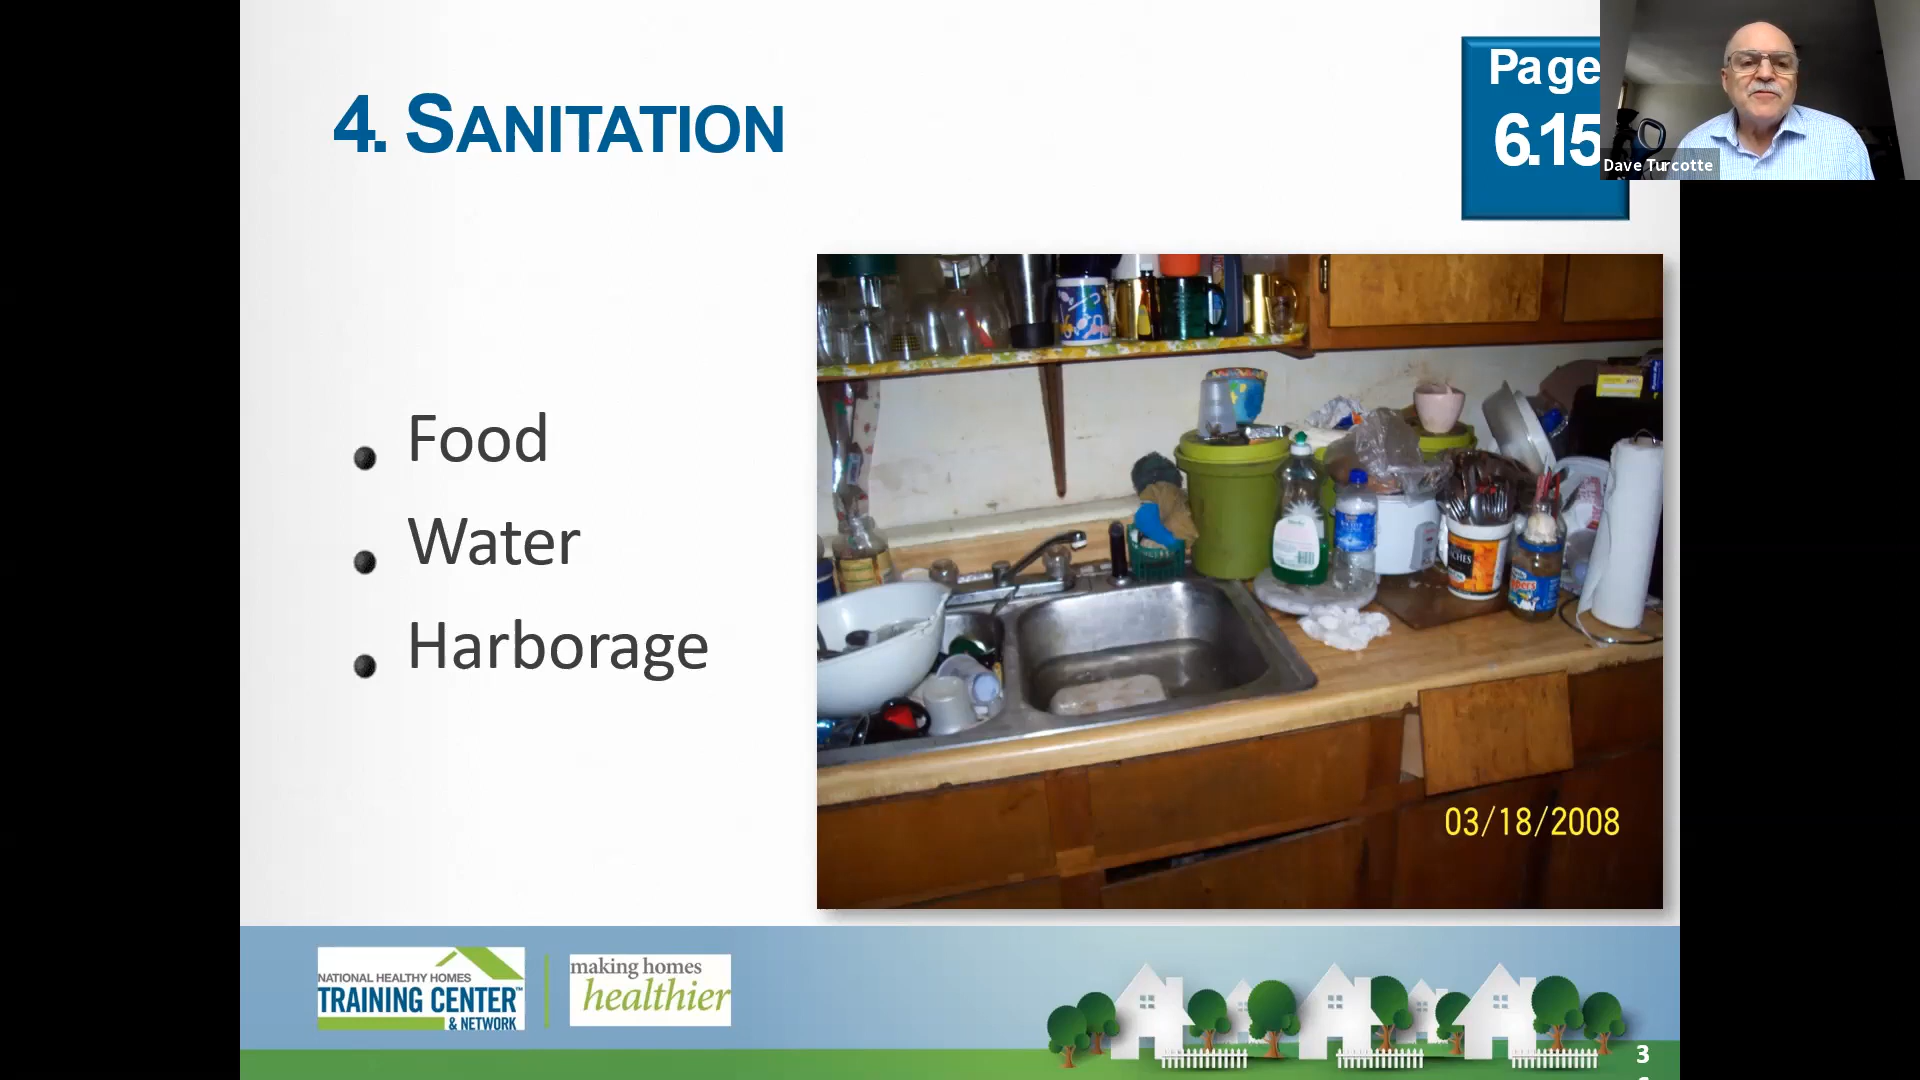 4. SANITATION
Page
6.15
Dave Turcotte
Food
Water
Harborage
03/18/2008
NATIONAL HEALTHY HOMES
TRAINING CENTER™
& NETWORK
making homes
healthier
3